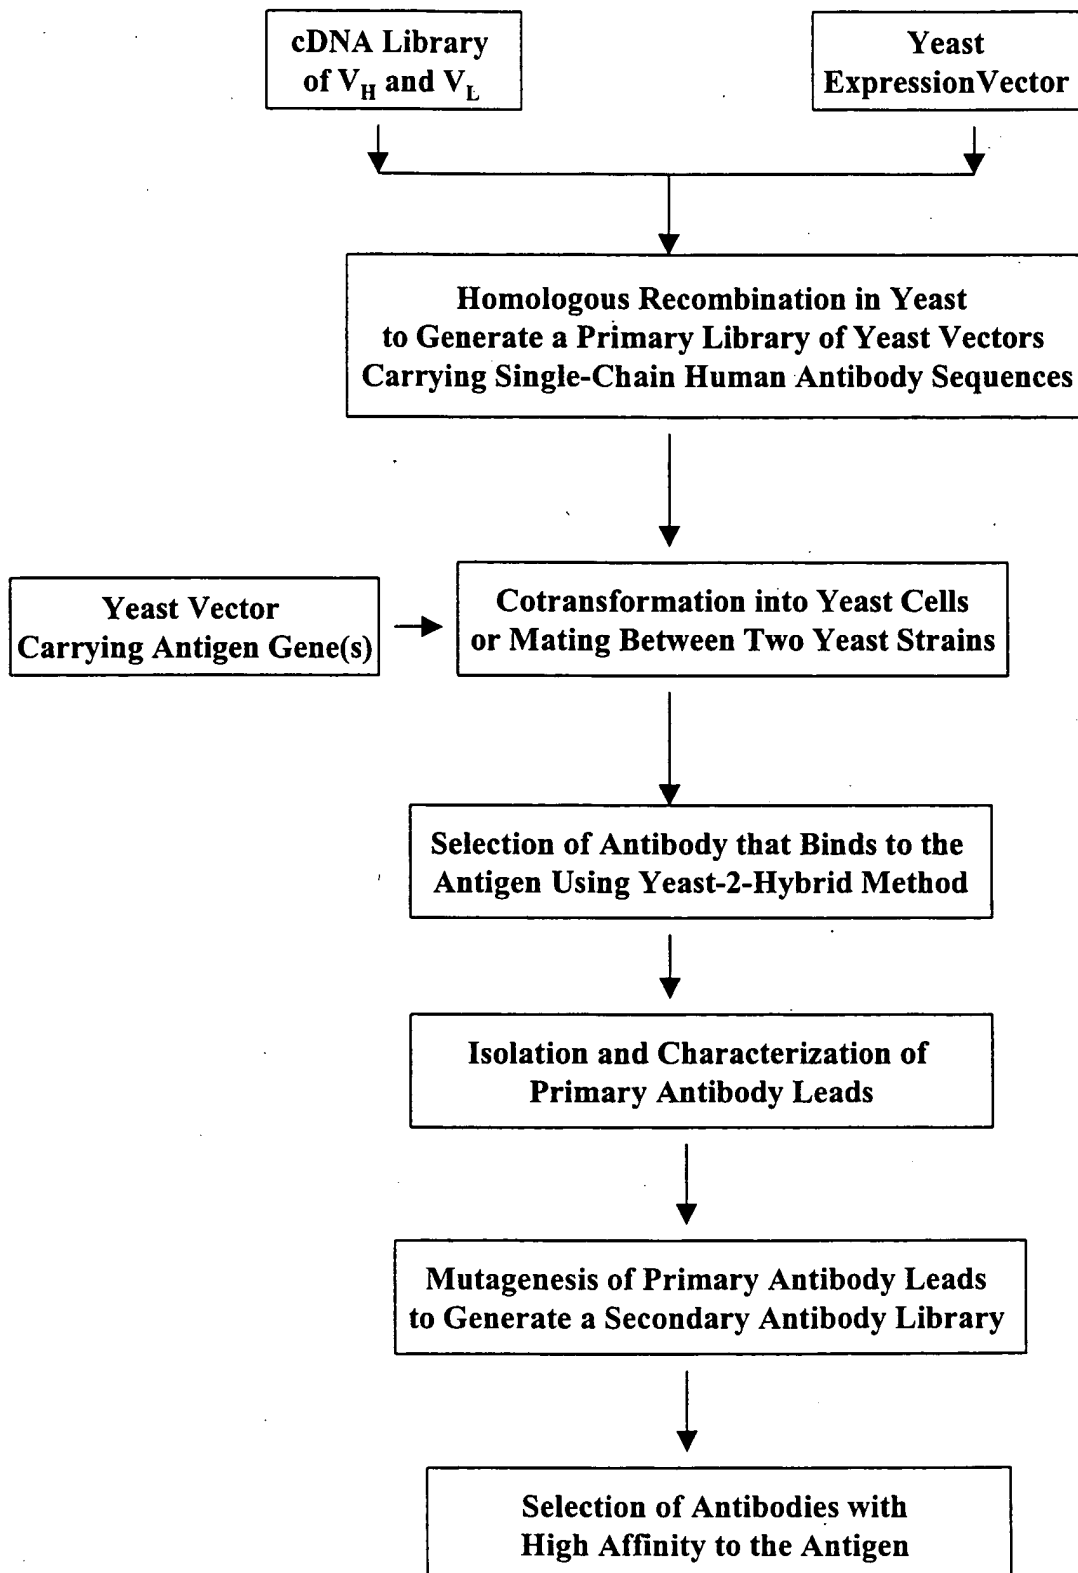 cDNA Library
of VH and VL
Yeast
ExpressionVector
Homologous Recombination in Yeast
to Generate a Primary Library of Yeast Vectors
Carrying Single-Chain Human Antibody Sequences
Yeast Vector
Carrying Antigen Gene(s)
Cotransformation into Yeast Cells
or Mating Between Two Yeast Strains
Selection of Antibody that Binds to the
Antigen Using Yeast-2-Hybrid Method
Isolation and Characterization of
Primary Antibody Leads
Mutagenesis of Primary Antibody Leads
to Generate a Secondary Antibody Library
Selection of Antibodies with
High Affinity to the Antigen